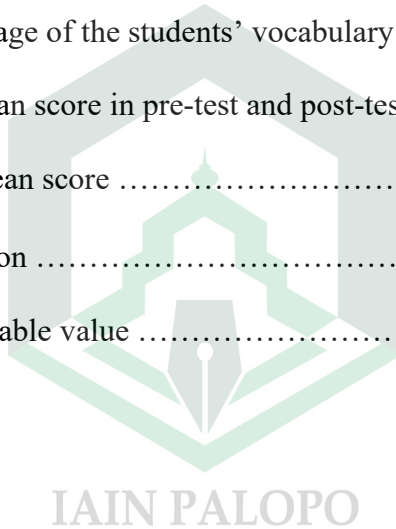 age of the students’ vocabulary
an score in pre-test and post-tes
ean score ……………………………
on ……………………………………
able value …………………………
IAIN PALOPO